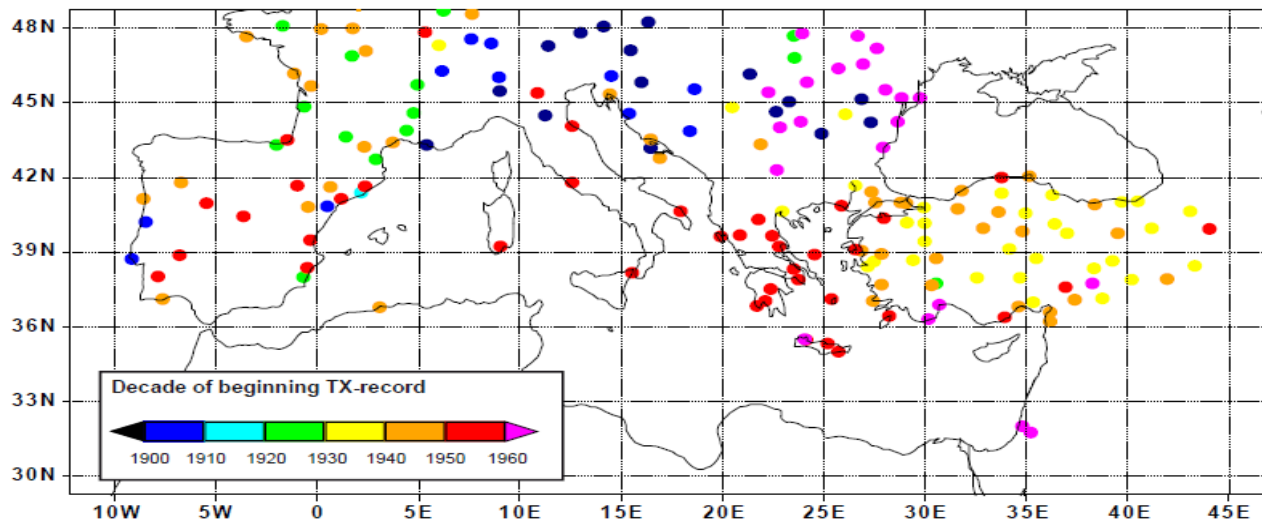 48N
45N
42N
39N
36N
33N
30N
Decade of beginning TX-record
1900 1910 1920 1930 1940 1950 1960
10W 5W 0 5E 10E 15E 20E 25E 30E 35E 40E 45E